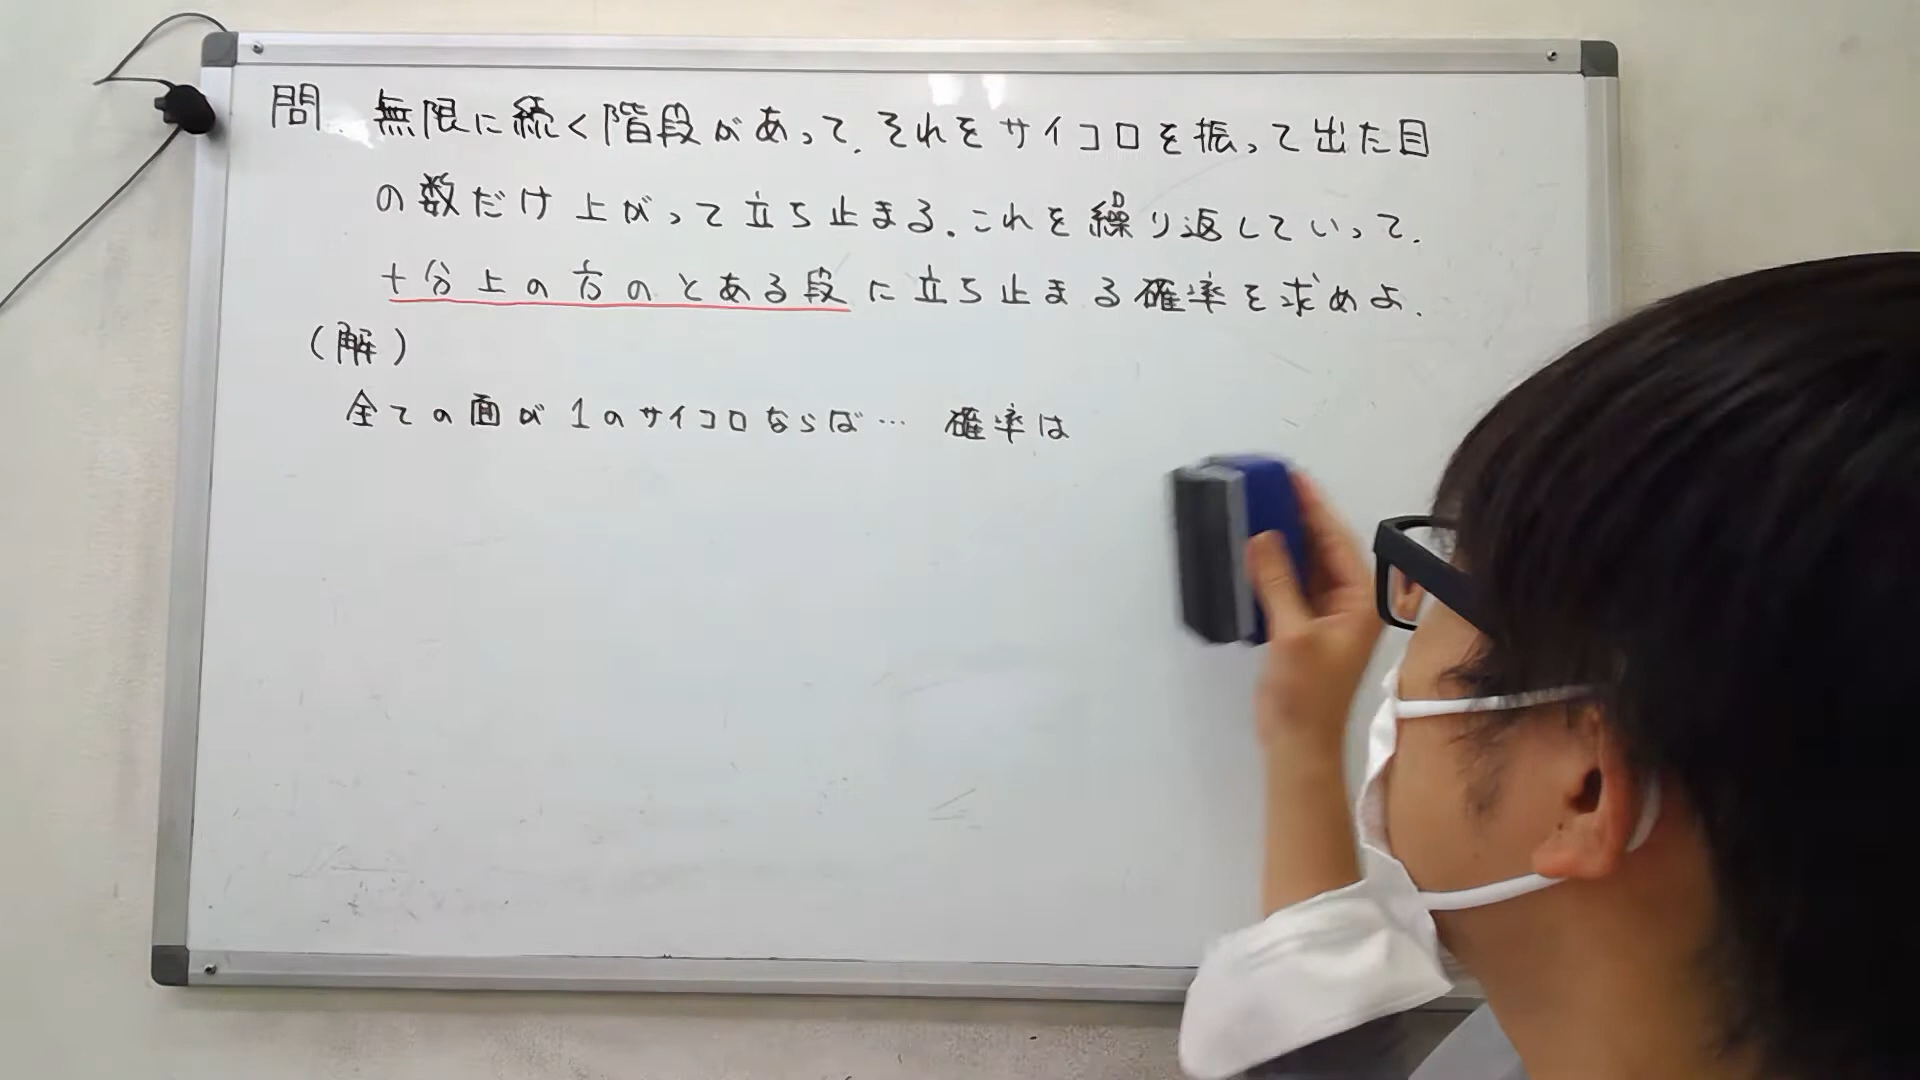 問. 無限に続く階段があって、それをサイコロを振って出た目
の数だけ上がって立ち止まる。これを繰り返していって、
十分上の方のとある段に立ち止まる確率を求めよ.
(解)
全ての面が1のサイコロならば… 確率は